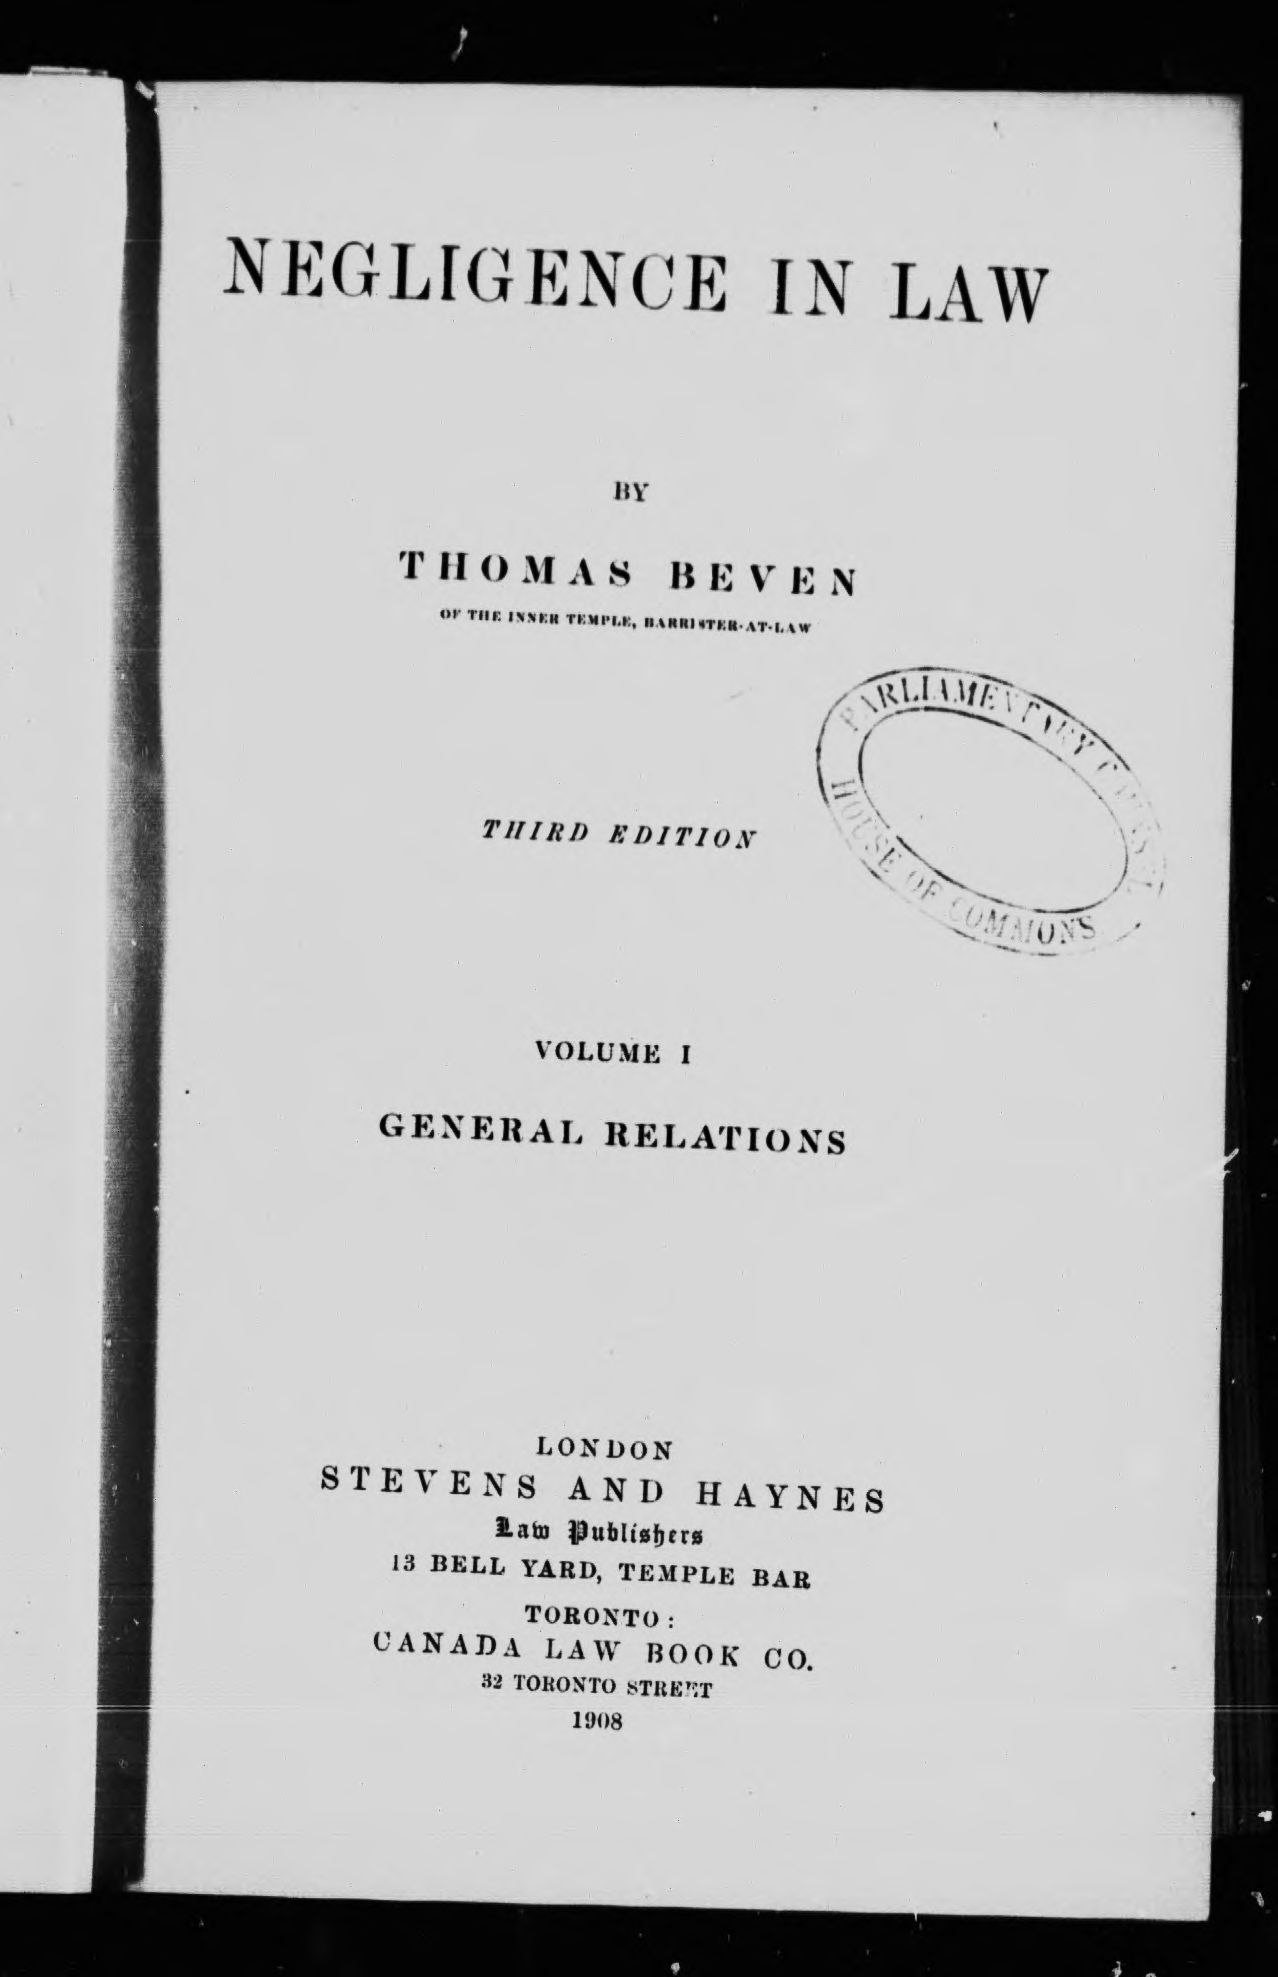 NEGLIGENCE IN LAW
BY
THOMAS BEVEN
OF THE INNER TEMPLE, BARRISTER-AT-LAW
PARLIAMENTARY COUNSEL
HOUSE OF COMMONS
THIRD EDITION
VOLUME I
GENERAL RELATIONS
LONDON
STEVENS AND HAYNES
Law Publishers
13 BELL YARD, TEMPLE BAR
TORONTO:
CANADA LAW BOOK CO.
32 TORONTO STREET
1908